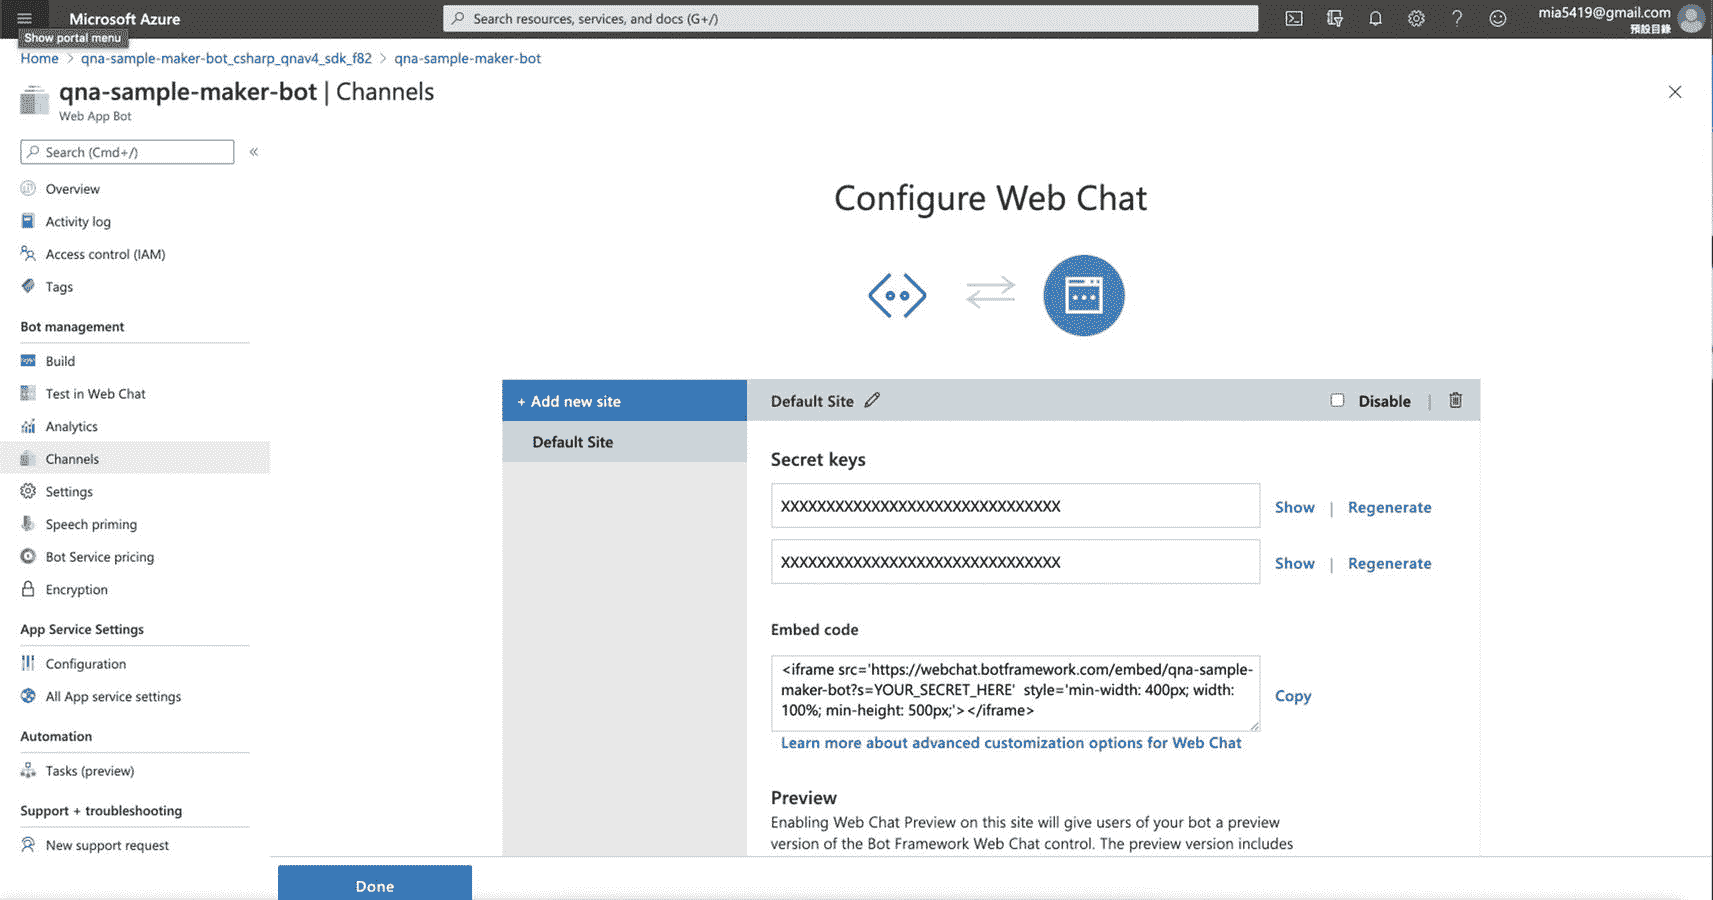 Microsoft Azure
Search resources, services, and docs (G+/)
mia5419@gmail.com
預設目錄
Show portal menu
Home > qna-sample-maker-bot_csharp_qnav4_sdk_f82 > qna-sample-maker-bot
qna-sample-maker-bot | Channels
Web App Bot
Search (Cmd+/)
«
Overview
Activity log
Access control (IAM)
Tags
Bot management
Build
Test in Web Chat
Analytics
Channels
Settings
Speech priming
Bot Service pricing
Encryption
App Service Settings
Configuration
All App service settings
Automation
Tasks (preview)
Support + troubleshooting
New support request
Configure Web Chat
+ Add new site
Default Site
Default Site
Disable |
Secret keys
XXXXXXXXXXXXXXXXXXXXXXXXXXXXXXX
Show | Regenerate
XXXXXXXXXXXXXXXXXXXXXXXXXXXXXXX
Show | Regenerate
Embed code
<iframe src='https://webchat.botframework.com/embed/qna-sample-
maker-bot?s=YOUR_SECRET_HERE'  style='min-width: 400px; width:
100%; min-height: 500px;'></iframe>
Copy
Learn more about advanced customization options for Web Chat
Preview
Enabling Web Chat Preview on this site will give users of your bot a preview
version of the Bot Framework Web Chat control. The preview version includes
Done